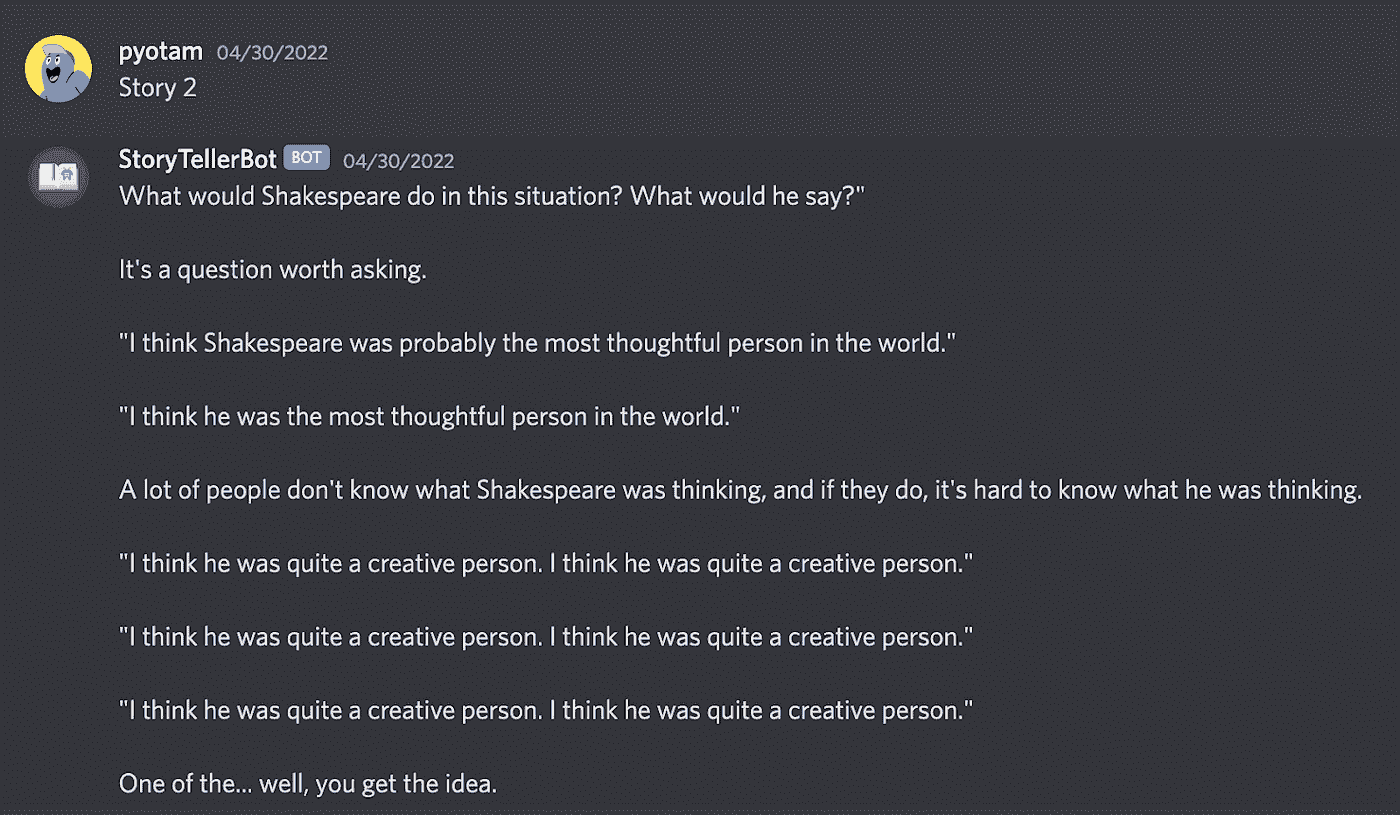 pyotam 04/30/2022
Story 2
StoryTellerBot BOT 04/30/2022
What would Shakespeare do in this situation? What would he say?"
It's a question worth asking.
"I think Shakespeare was probably the most thoughtful person in the world."
"I think he was the most thoughtful person in the world."
A lot of people don't know what Shakespeare was thinking, and if they do, it's hard to know what he was thinking.
"I think he was quite a creative person. I think he was quite a creative person."
"I think he was quite a creative person. I think he was quite a creative person."
"I think he was quite a creative person. I think he was quite a creative person."
One of the... well, you get the idea.